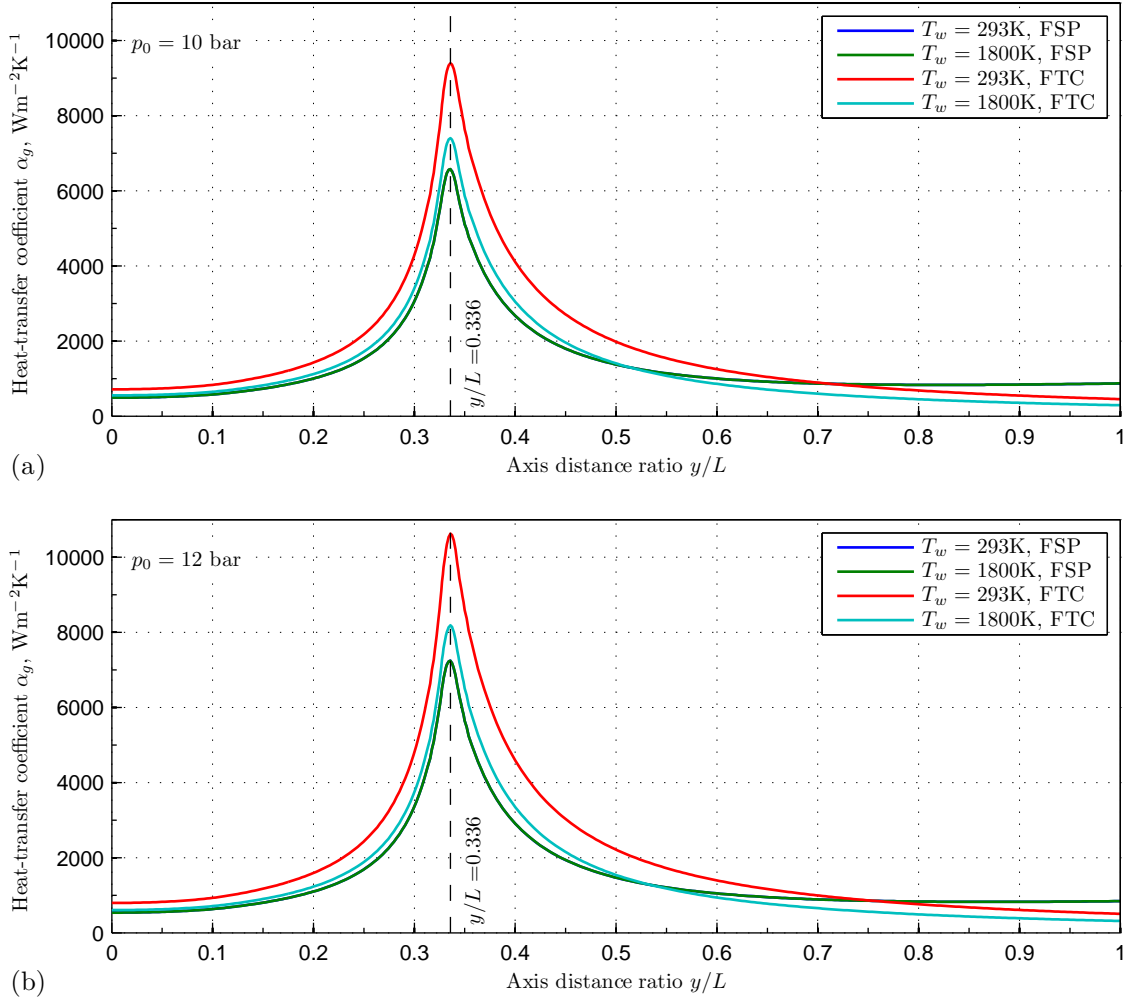 p₀ = 10 bar
T_w = 293K, FSP
T_w = 1800K, FSP
T_w = 293K, FTC
T_w = 1800K, FTC
Heat-transfer coefficient α_g, Wm⁻²K⁻¹
10000
8000
6000
4000
2000
0
y/L =0.336
0 0.1 0.2 0.3 0.4 0.5 0.6 0.7 0.8 0.9 1
Axis distance ratio y/L
(a)
p₀ = 12 bar
T_w = 293K, FSP
T_w = 1800K, FSP
T_w = 293K, FTC
T_w = 1800K, FTC
Heat-transfer coefficient α_g, Wm⁻²K⁻¹
10000
8000
6000
4000
2000
0
y/L =0.336
0 0.1 0.2 0.3 0.4 0.5 0.6 0.7 0.8 0.9 1
Axis distance ratio y/L
(b)